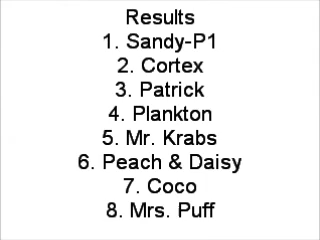 Results
1. Sandy-P1
2. Cortex
3. Patrick
4. Plankton
5. Mr. Krabs
6. Peach & Daisy
7. Coco
8. Mrs. Puff